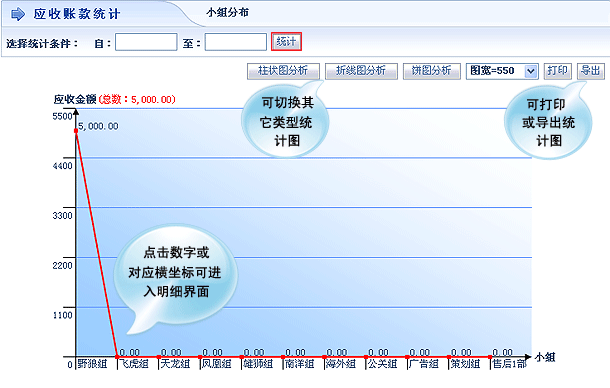 应收账款统计 小组分布
选择统计条件： 自： 至： 统计
柱状图分析 折线图分析 饼图分析 图宽=550 打印 导出
应收金额(总数：5,000.00)
可切换其
它类型统
计图
可打印
或导出统
计图
5500
5,000.00
4400
3300
2200
1100
0
点击数字或
对应横坐标可进
入明细界面
0.00 0.00 0.00 0.00 0.00 0.00 0.00 0.00 0.00 0.00
野狼组 飞虎组 天龙组 凤凰组 雄狮组 南洋组 海外组 公关组 广告组 策划组 售后1部 小组